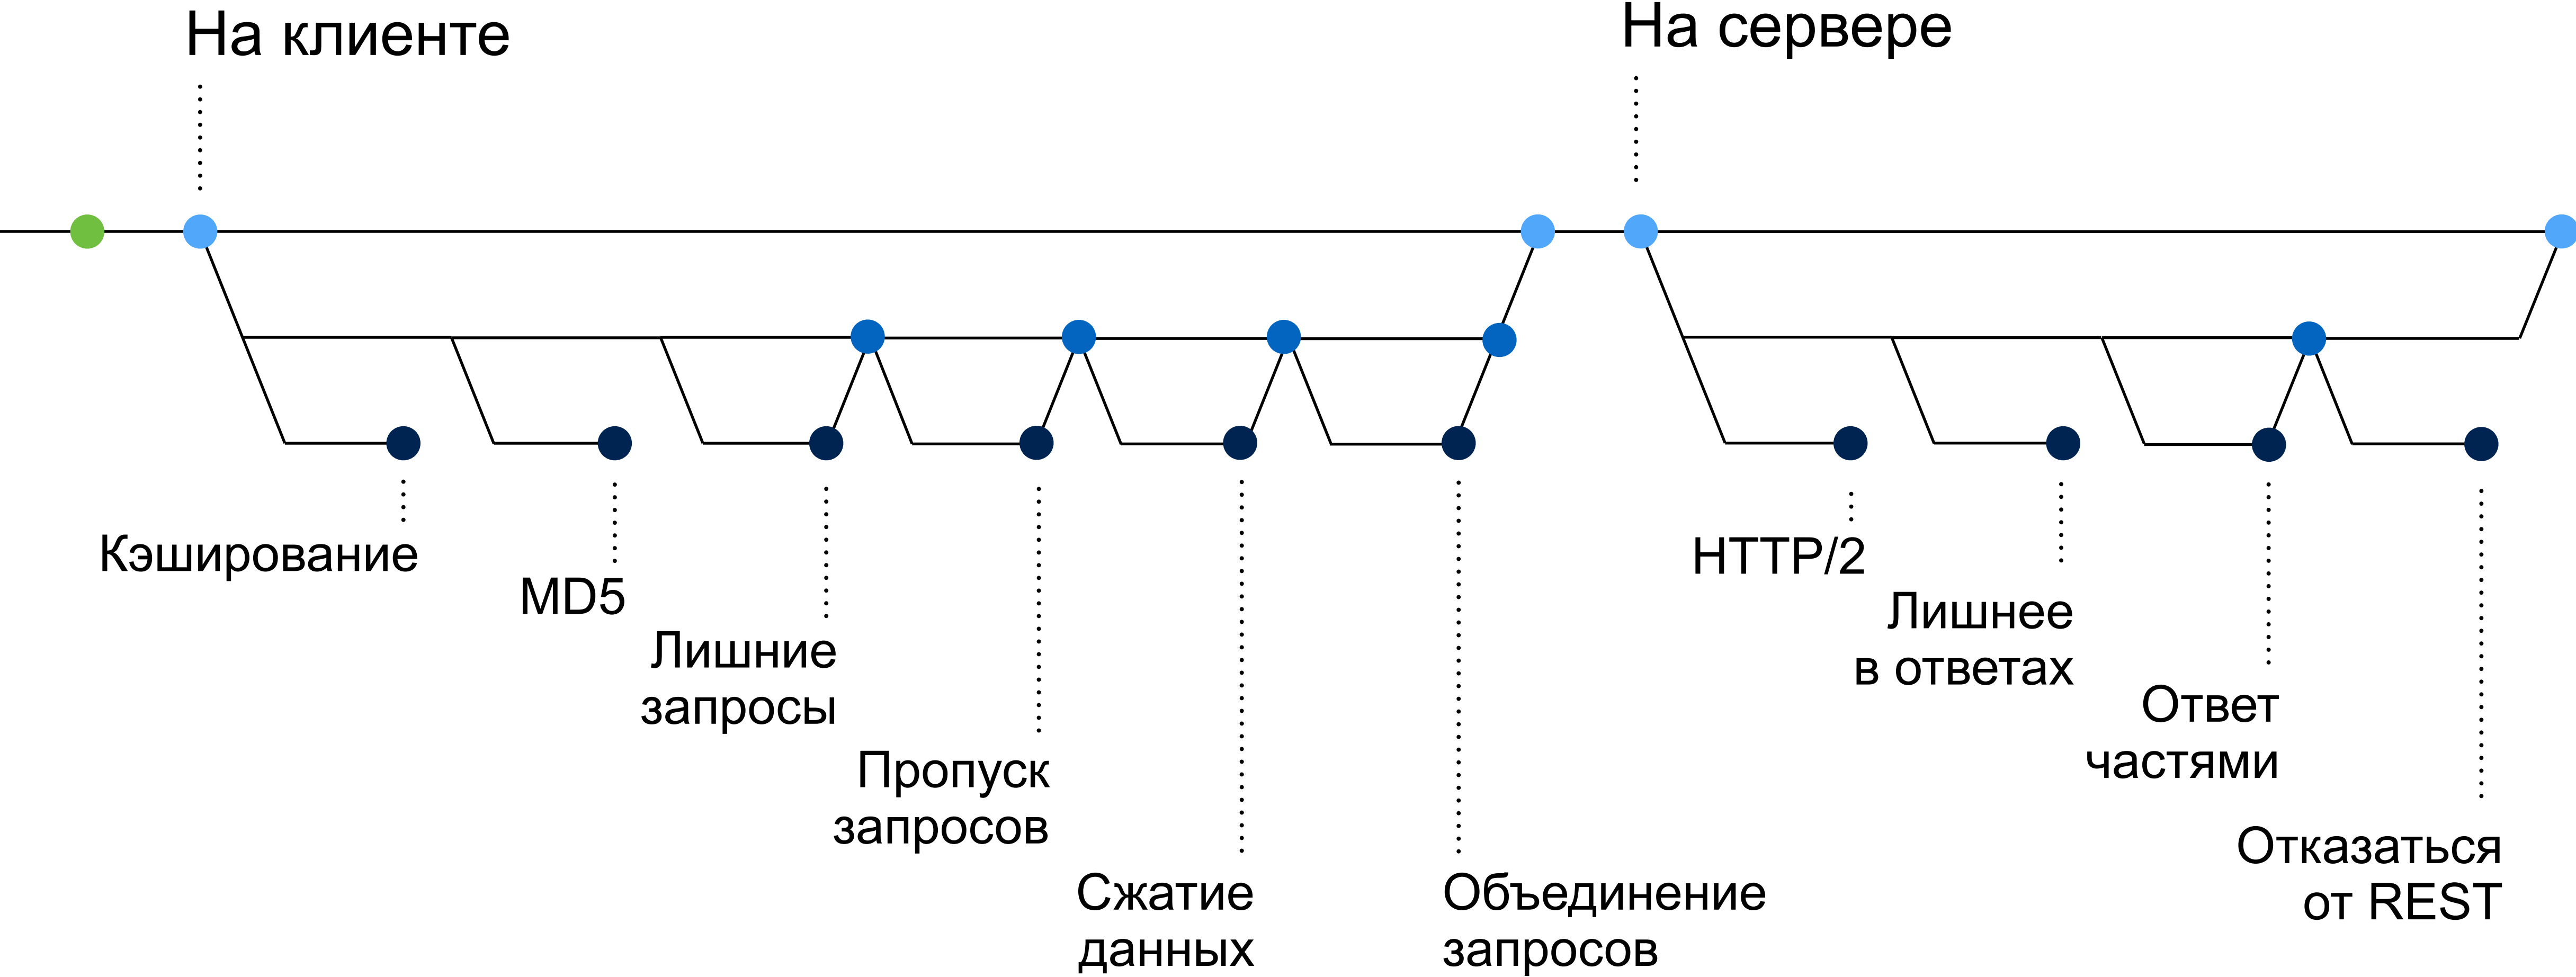 На клиенте
На сервере
Кэширование
MD5
Лишние
запросы
Пропуск
запросов
Сжатие
данных
Объединение
запросов
HTTP/2
Лишнее
в ответах
Ответ
частями
Отказаться
от REST